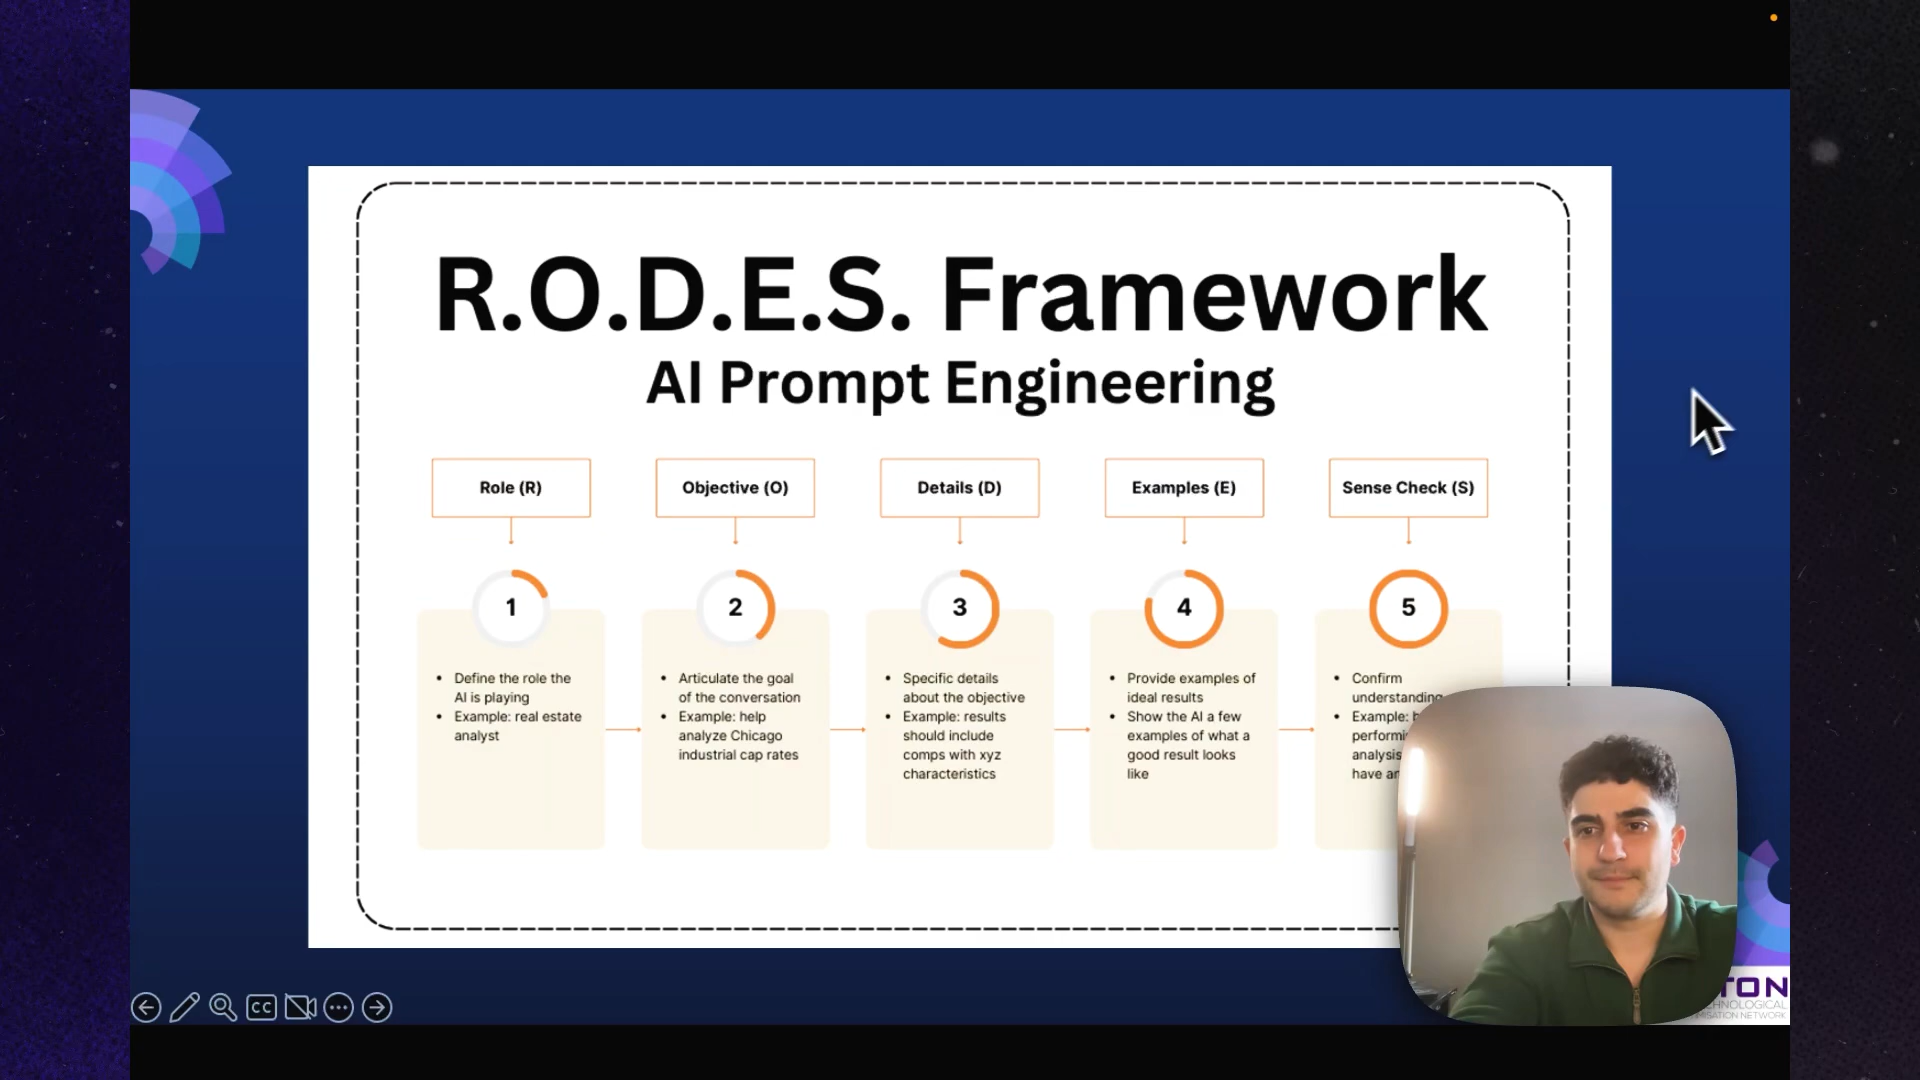 R.O.D.E.S. Framework
AI Prompt Engineering
Role (R)
1
• Define the role the
AI is playing
• Example: real estate
analyst
Objective (O)
2
• Articulate the goal
of the conversation
• Example: help
analyze Chicago
industrial cap rates
Details (D)
3
• Specific details
about the objective
• Example: results
should include
comps with xyz
characteristics
Examples (E)
4
• Provide examples of
ideal results
• Show the AI a few
examples of what a
good result looks
like
Sense Check (S)
5
• Confirm
understanding
• Example:
analysis
have
CC
TON